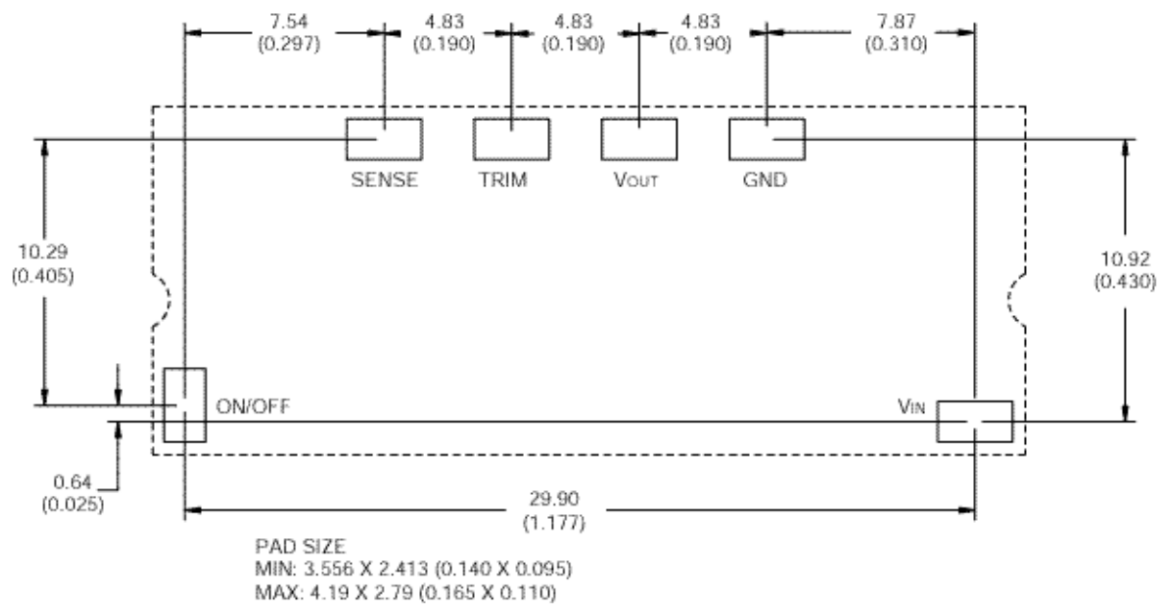 7.54
(0.297)
4.83
(0.190)
4.83
(0.190)
4.83
(0.190)
7.87
(0.310)
SENSE
TRIM
VOUT
GND
10.29
(0.405)
10.92
(0.430)
ON/OFF
VIN
0.64
(0.025)
29.90
(1.177)
PAD SIZE
MIN: 3.556 X 2.413 (0.140 X 0.095)
MAX: 4.19 X 2.79 (0.165 X 0.110)